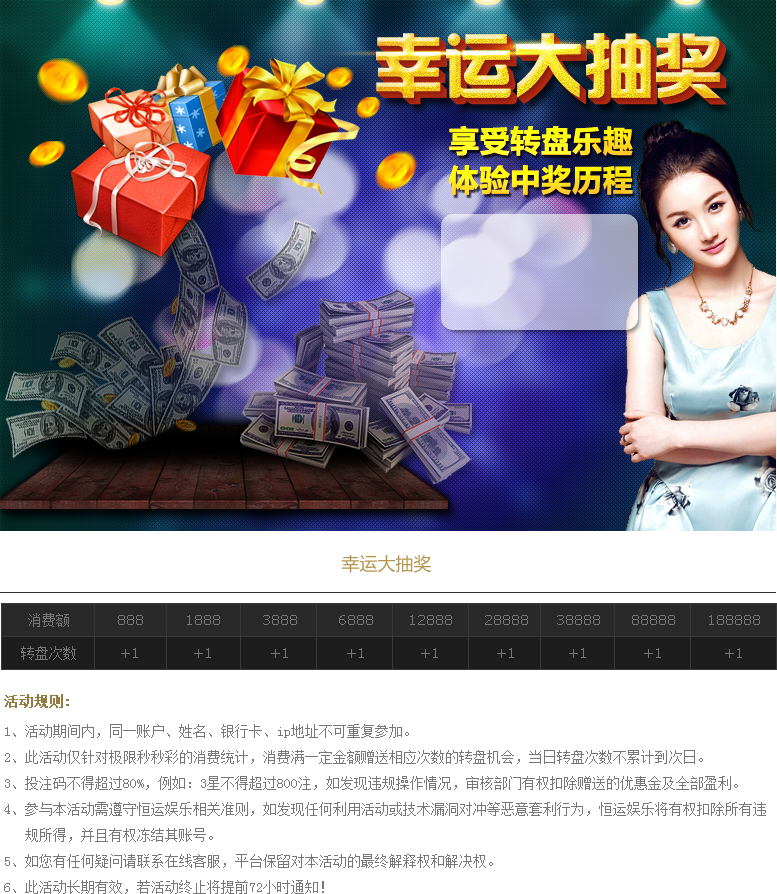 幸运大抽奖
享受转盘乐趣
体验中奖历程
幸运大抽奖
消费额 888 1888 3888 6888 12888 28888 38888 88888 188888
转盘次数 +1 +1 +1 +1 +1 +1 +1 +1 +1
活动规则:
1、活动期间内，同一账户、姓名、银行卡、ip地址不可重复参加。
2、此活动仅针对极限秒秒彩的消费统计，消费满一定金额赠送相应次数的转盘机会，当日转盘次数不累计到次日。
3、投注码不得超过80%，例如：3星不得超过800注，如发现违规操作情况，审核部门有权扣除赠送的优惠金及全部盈利。
4、参与本活动需遵守恒运娱乐相关准则，如发现任何利用活动或技术漏洞对冲等恶意套利行为，恒运娱乐将有权扣除所有违
规所得，并且有权冻结其账号。
5、如您有任何疑问请联系在线客服，平台保留对本活动的最终解释权和解决权。
6、此活动长期有效，若活动终止将提前72小时通知!